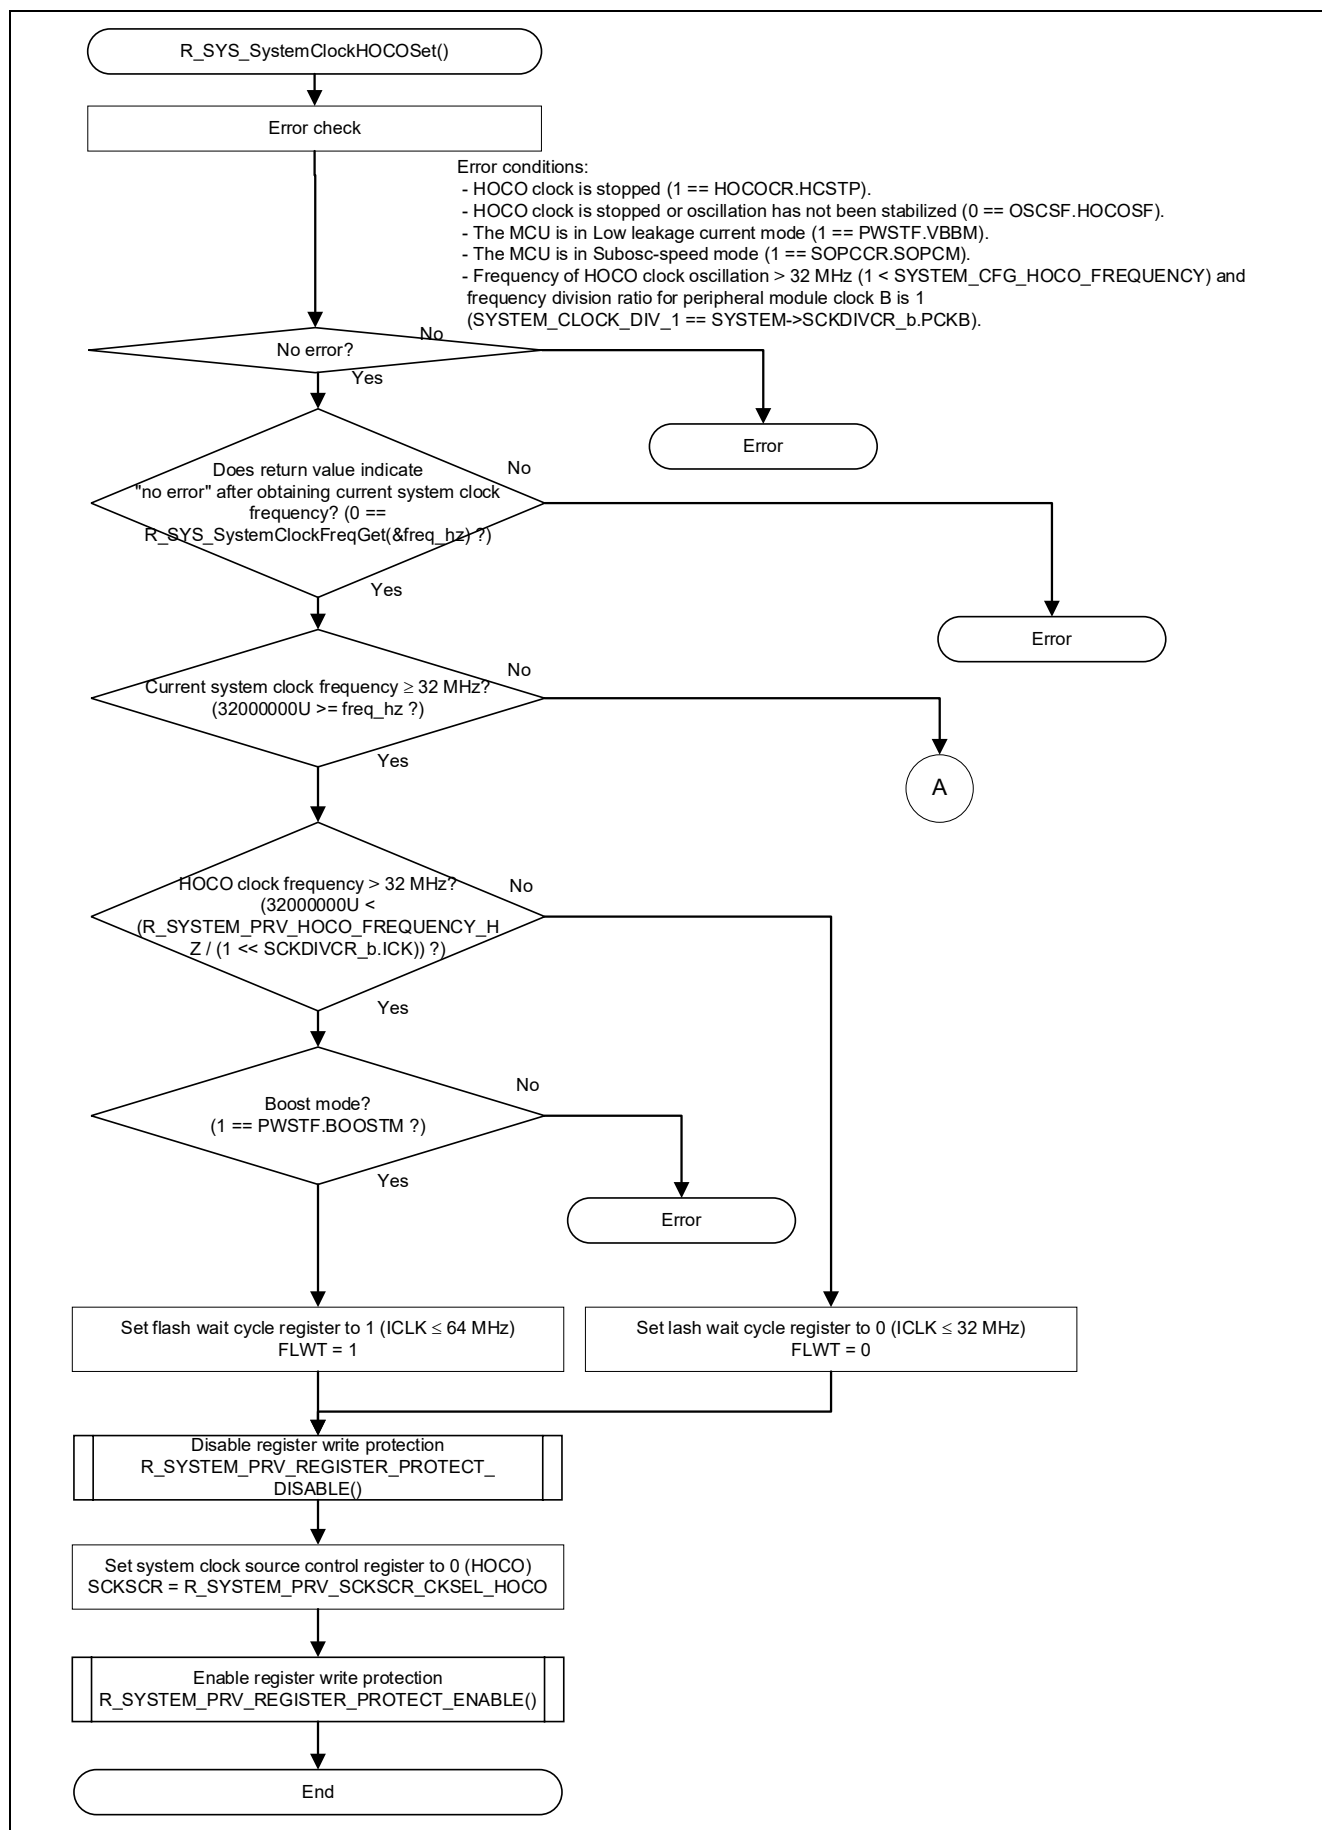 R_SYS_SystemClockHOCOSet()
Error check
Error conditions:
- HOCO clock is stopped (1 == HOCOCR.HCSTP).
- HOCO clock is stopped or oscillation has not been stabilized (0 == OSCSF.HOCOSF).
- The MCU is in Low leakage current mode (1 == PWSTF.VBBM).
- The MCU is in Subosc-speed mode (1 == SOPCCR.SOPCM).
- Frequency of HOCO clock oscillation > 32 MHz (1 < SYSTEM_CFG_HOCO_FREQUENCY) and
frequency division ratio for peripheral module clock B is 1
(SYSTEM_CLOCK_DIV_1 == SYSTEM->SCKDIVCR_b.PCKB).
No
No error?
Yes
Error
Does return value indicate
"no error" after obtaining current system clock
frequency? (0 ==
R_SYS_SystemClockFreqGet(&freq_hz) ?)
No
Yes
Error
Current system clock frequency ≥ 32 MHz?
(32000000U >= freq_hz ?)
No
Yes
A
HOCO clock frequency > 32 MHz?
(32000000U <
(R_SYSTEM_PRV_HOCO_FREQUENCY_H
Z / (1 << SCKDIVCR_b.ICK)) ?)
No
Yes
Boost mode?
(1 == PWSTF.BOOSTM ?)
No
Yes
Error
Set flash wait cycle register to 1 (ICLK ≤ 64 MHz)
FLWT = 1
Set lash wait cycle register to 0 (ICLK ≤ 32 MHz)
FLWT = 0
Disable register write protection
R_SYSTEM_PRV_REGISTER_PROTECT_
DISABLE()
Set system clock source control register to 0 (HOCO)
SCKSCR = R_SYSTEM_PRV_SCKSCR_CKSEL_HOCO
Enable register write protection
R_SYSTEM_PRV_REGISTER_PROTECT_ENABLE()
End